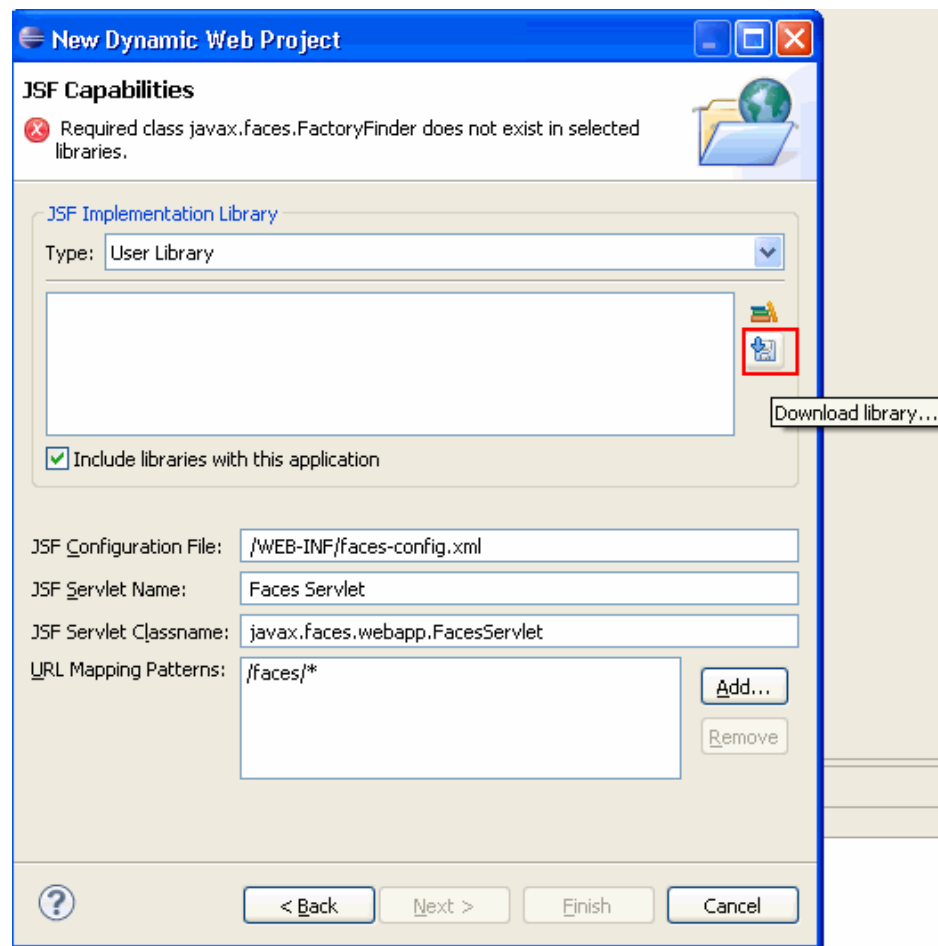 New Dynamic Web Project
JSF Capabilities
Required class javax.faces.FactoryFinder does not exist in selected
libraries.
JSF Implementation Library
Type: User Library
Download library...
Include libraries with this application
JSF Configuration File: /WEB-INF/faces-config.xml
JSF Servlet Name: Faces Servlet
JSF Servlet Classname: javax.faces.webapp.FacesServlet
URL Mapping Patterns: /faces/*
Add...
Remove
? < Back Next > Finish Cancel